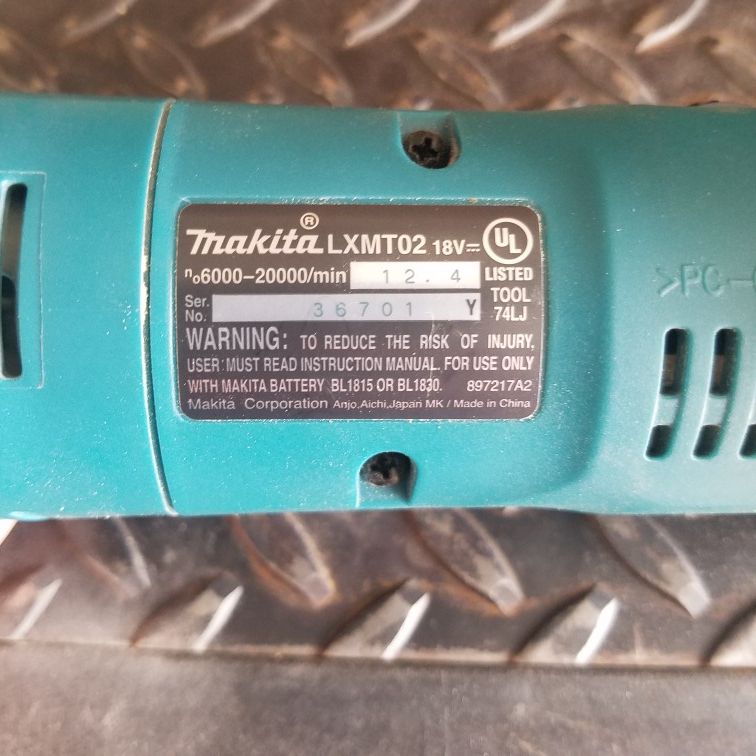 Makita® LXMT02 18V⎓
n₀6000-20000/min 12.4
Ser. No. 36701 Y
UL
LISTED
TOOL
74LJ
WARNING: TO REDUCE THE RISK OF INJURY,
USER MUST READ INSTRUCTION MANUAL. FOR USE ONLY
WITH MAKITA BATTERY BL1815 OR BL1830. 897217A2
Makita Corporation Anjo,Aichi,Japan MK / Made in China
>PC-